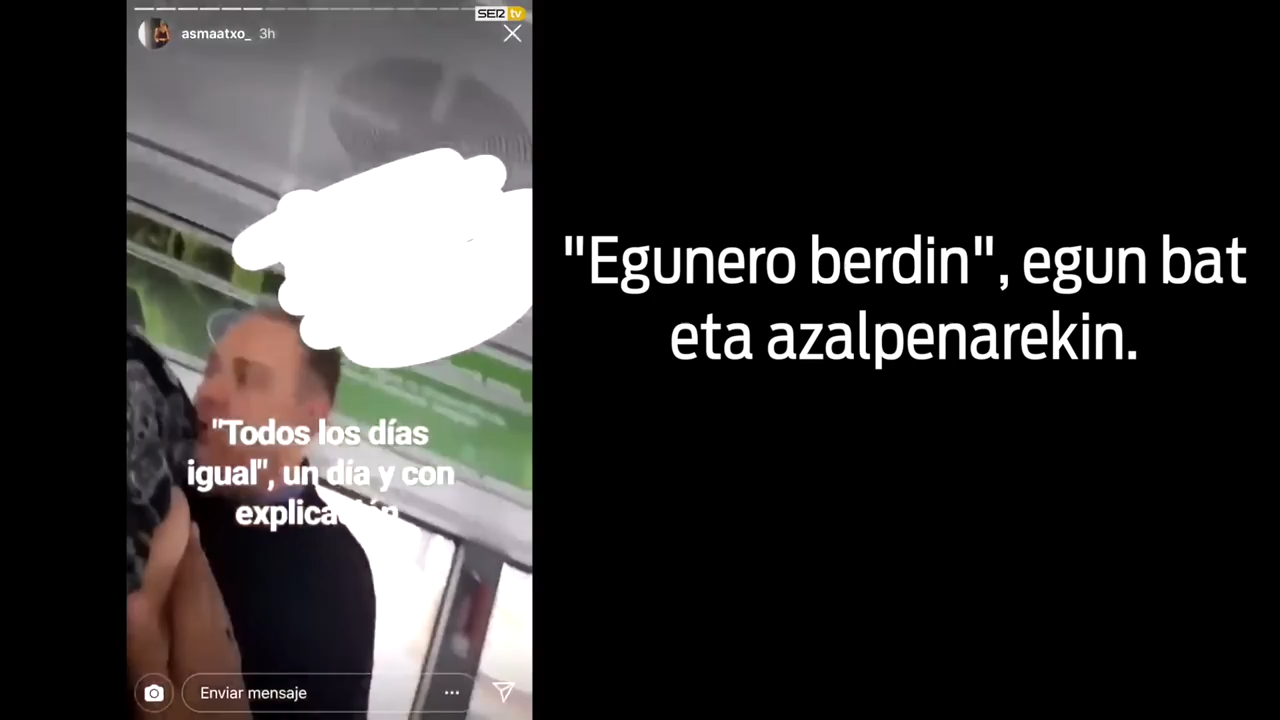 SER tv
asmaatxo_ 3h
"Todos los días
igual", un día y con
Enviar mensaje
"Egunero berdin", egun bat
eta azalpenarekin.